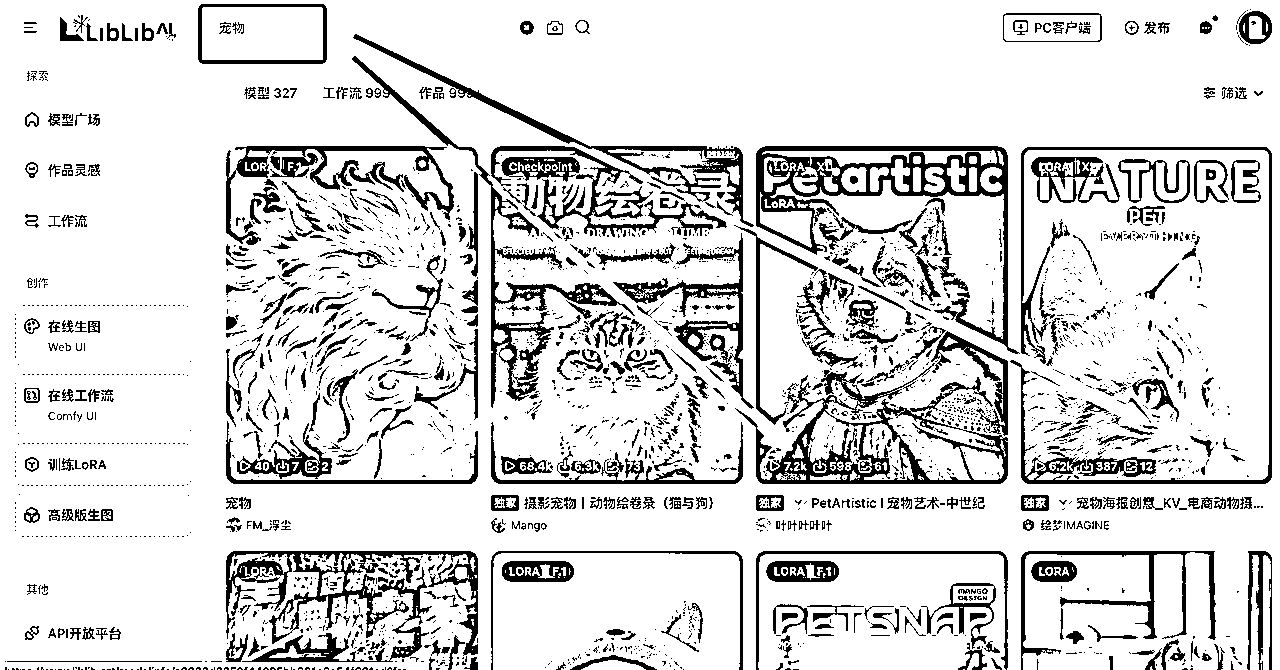 LibLibAI
宠物
PC客户端
发布
探索
模型 327
工作流 999
作品 999+
筛选
模型广场
作品灵感
工作流
创作
在线生图
Web UI
在线工作流
Comfy UI
训练LoRA
高级版生图
其他
API开放平台
LORA F.1
40 7 2
宠物
FM_浮尘
Checkpoint
動物绘卷录
68.4k 6.3k 73
独家 摄影宠物丨动物绘卷录（猫与狗）
Mango
LORA XL
Petartistic
LoRA
7.2k 598 61
独家 PetArtistic丨宠物艺术-中世纪
叶叶叶叶叶
LORA XL
NATURE
PET
EVERYTHING
6.2k 387 12
独家 宠物海报创意_KV_电商动物摄...
绘梦IMAGINE
LORA
LORA F.1
LORA F.1
MANGO
DESIGN
PETSNAP
LORA